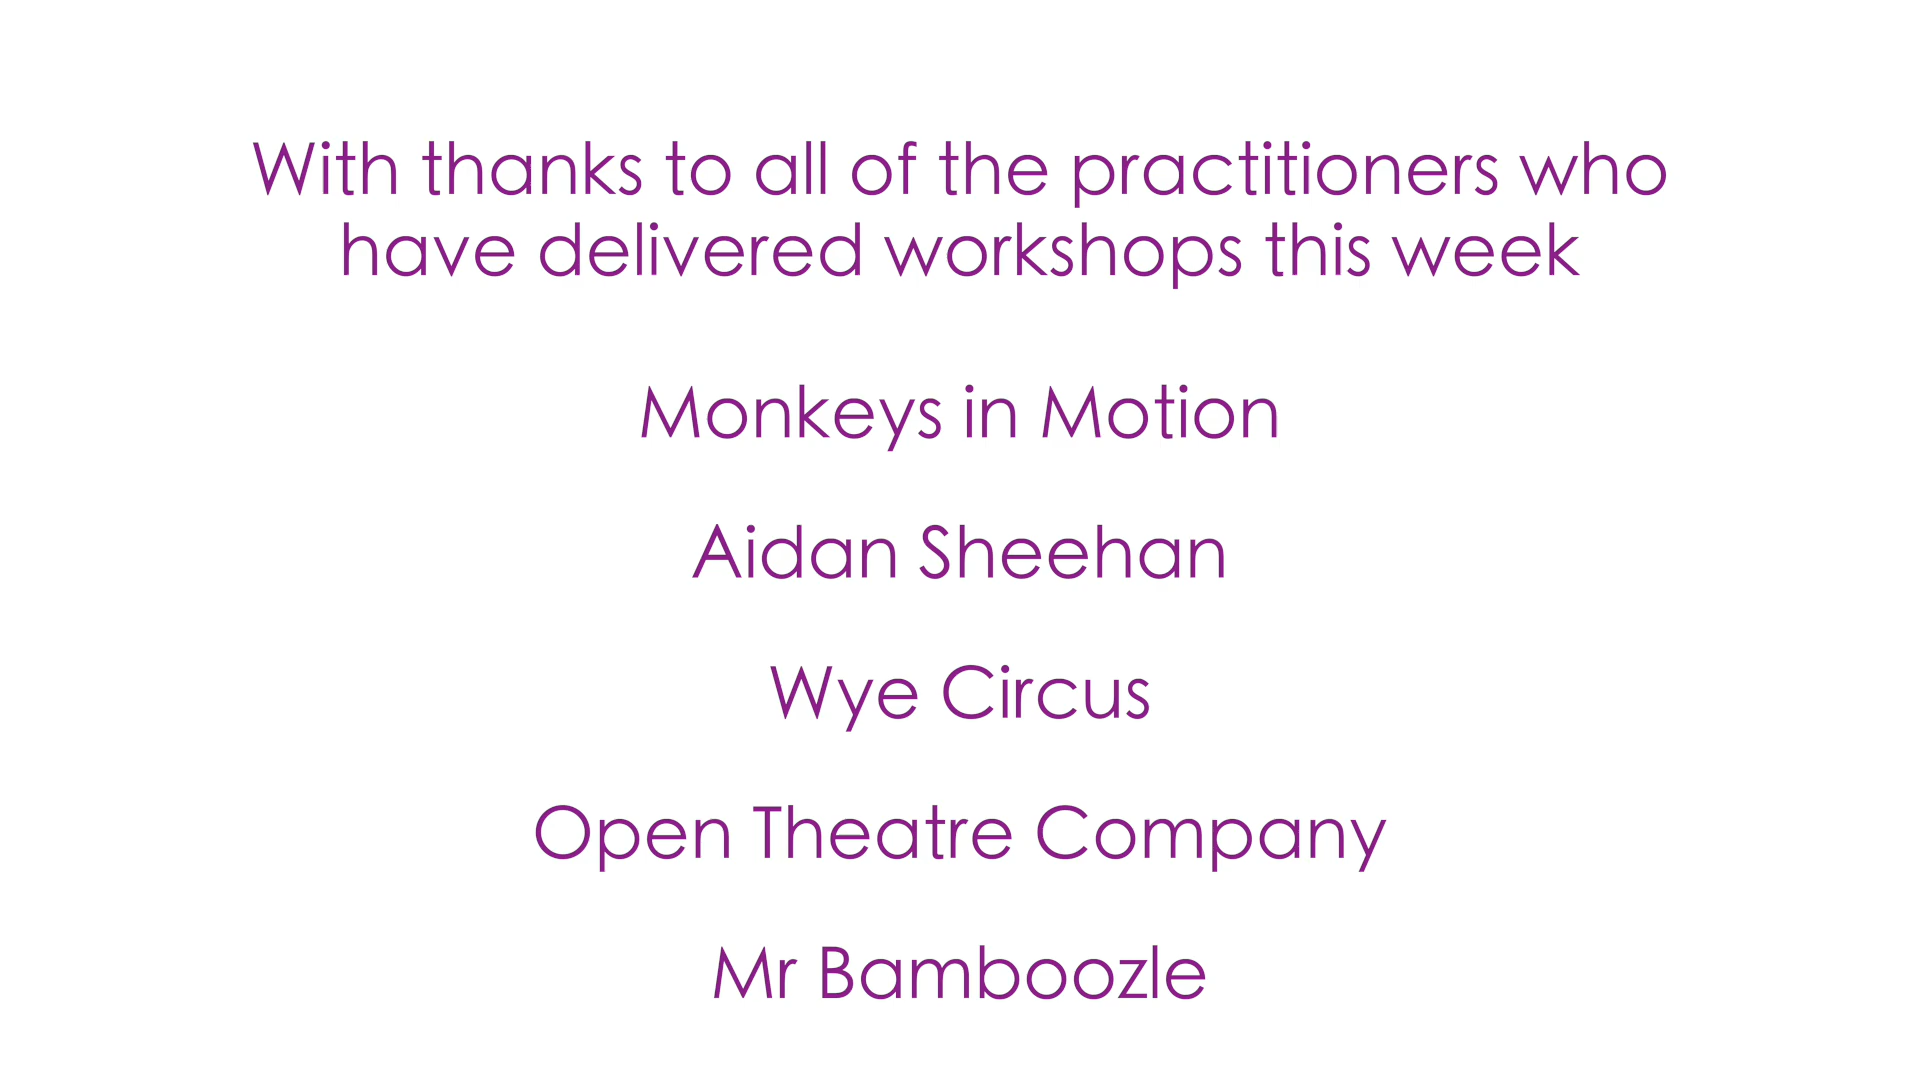 With thanks to all of the practitioners who
have delivered workshops this week
Monkeys in Motion
Aidan Sheehan
Wye Circus
Open Theatre Company
Mr Bamboozle